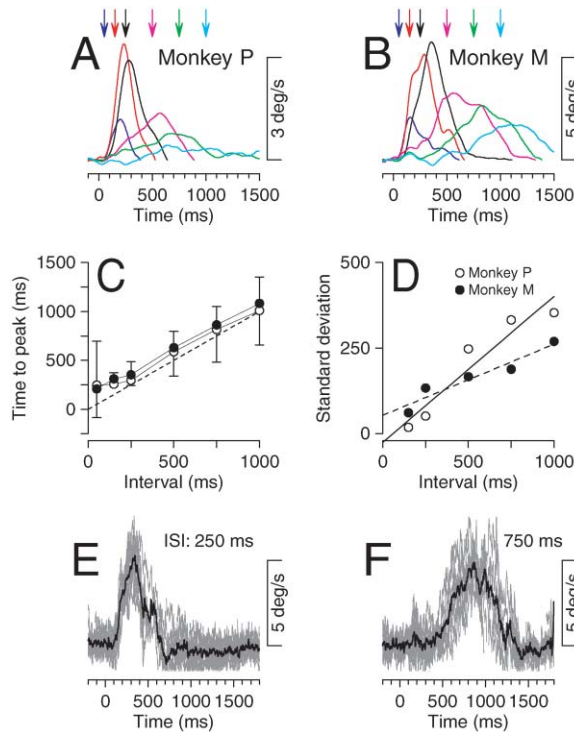 A
Monkey P
3 deg/s
0 500 1000 1500
Time (ms)
B
Monkey M
5 deg/s
0 500 1000 1500
Time (ms)
C
Time to peak (ms)
1500
1000
500
0
0 500 1000
Interval (ms)
D
Monkey P
Monkey M
Standard deviation
500
250
0
0 500 1000
Interval (ms)
E
ISI: 250 ms
5 deg/s
0 500 1000 1500
Time (ms)
F
750 ms
5 deg/s
0 500 1000 1500
Time (ms)